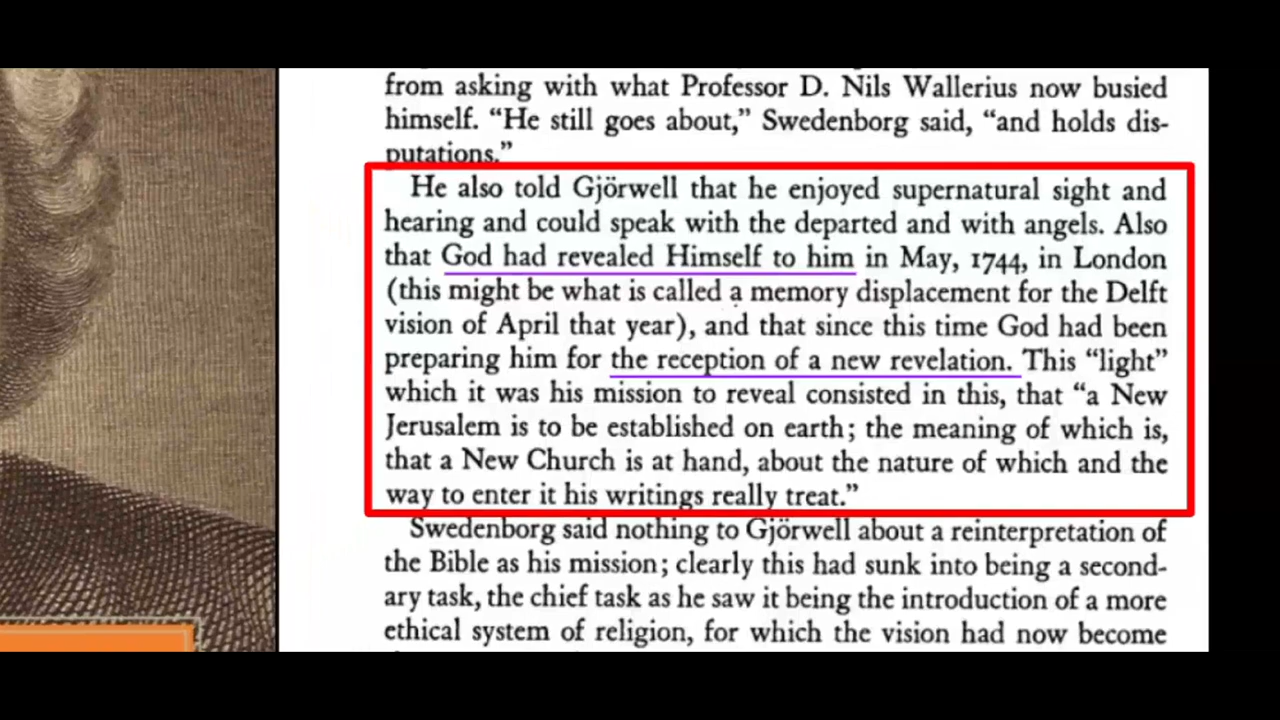 from asking with what Professor D. Nils Wallerius now busied
himself. “He still goes about,” Swedenborg said, “and holds dis-
putations.”
He also told Gjörwell that he enjoyed supernatural sight and
hearing and could speak with the departed and with angels. Also
that God had revealed Himself to him in May, 1744, in London
(this might be what is called a memory displacement for the Delft
vision of April that year), and that since this time God had been
preparing him for the reception of a new revelation. This “light”
which it was his mission to reveal consisted in this, that “a New
Jerusalem is to be established on earth; the meaning of which is,
that a New Church is at hand, about the nature of which and the
way to enter it his writings really treat.”
Swedenborg said nothing to Gjörwell about a reinterpretation of
the Bible as his mission; clearly this had sunk into being a second-
ary task, the chief task as he saw it being the introduction of a more
ethical system of religion, for which the vision had now become